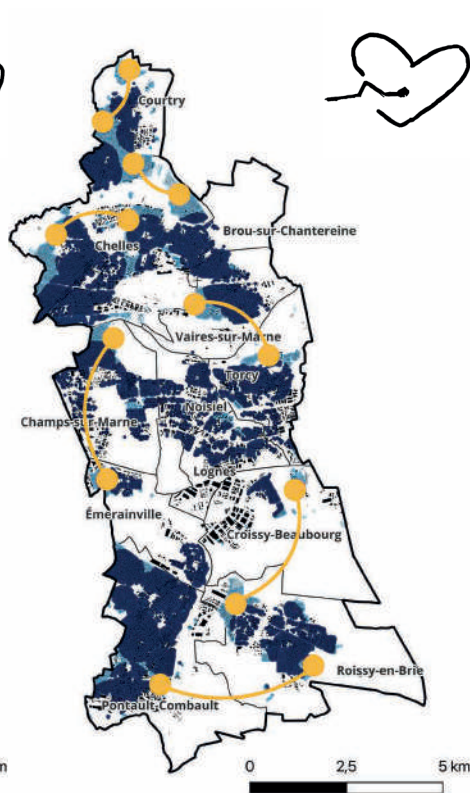 Courtry
Brou-sur-Chantereine
Chelles
Vaires-sur-Marne
Torcy
Noisiel
Champs-sur-Marne
Lognes
Émerainville
Croissy-Beaubourg
Roissy-en-Brie
Pontault-Combault
m
0 2,5 5 km